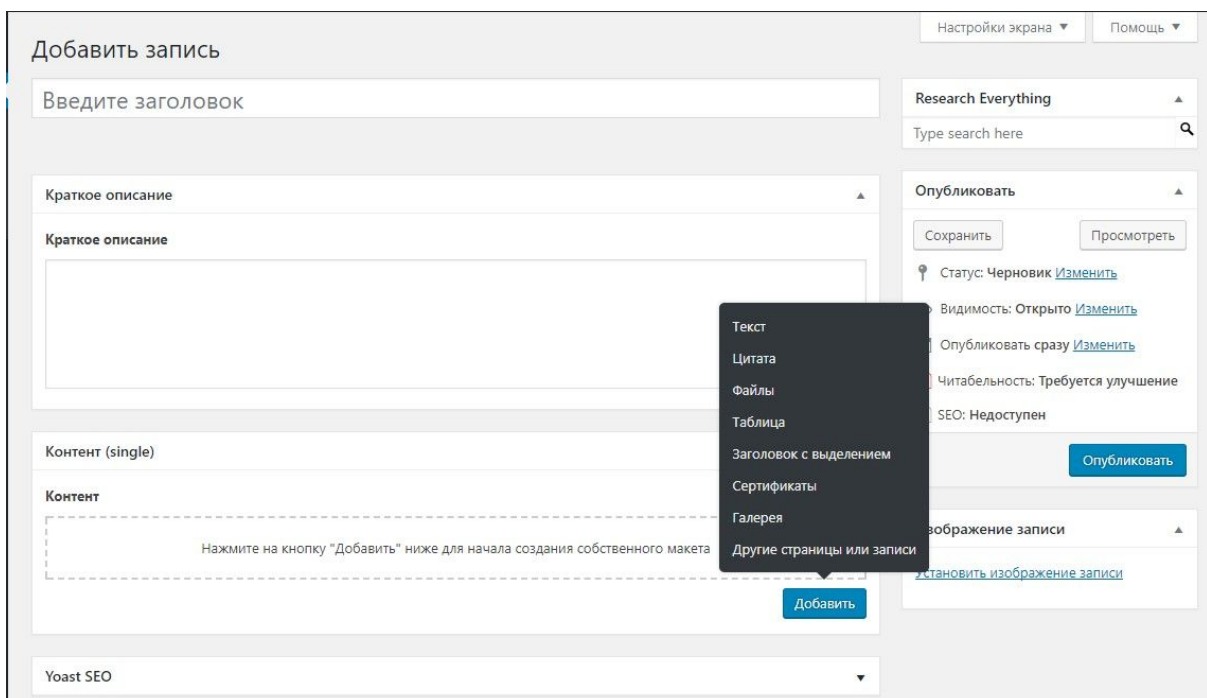 Настройки экрана
Помощь
Добавить запись
Введите заголовок
Research Everything
Type search here
Краткое описание
Опубликовать
Краткое описание
Сохранить
Просмотреть
Статус: Черновик Изменить
Видимость: Открыто Изменить
Опубликовать сразу Изменить
Читабельность: Требуется улучшение
SEO: Недоступен
Опубликовать
Текст
Цитата
Файлы
Таблица
Заголовок с выделением
Сертификаты
Галерея
Другие страницы или записи
Контент (single)
Контент
Нажмите на кнопку "Добавить" ниже для начала создания собственного макета
Добавить
зображение записи
Установить изображение записи
Yoast SEO